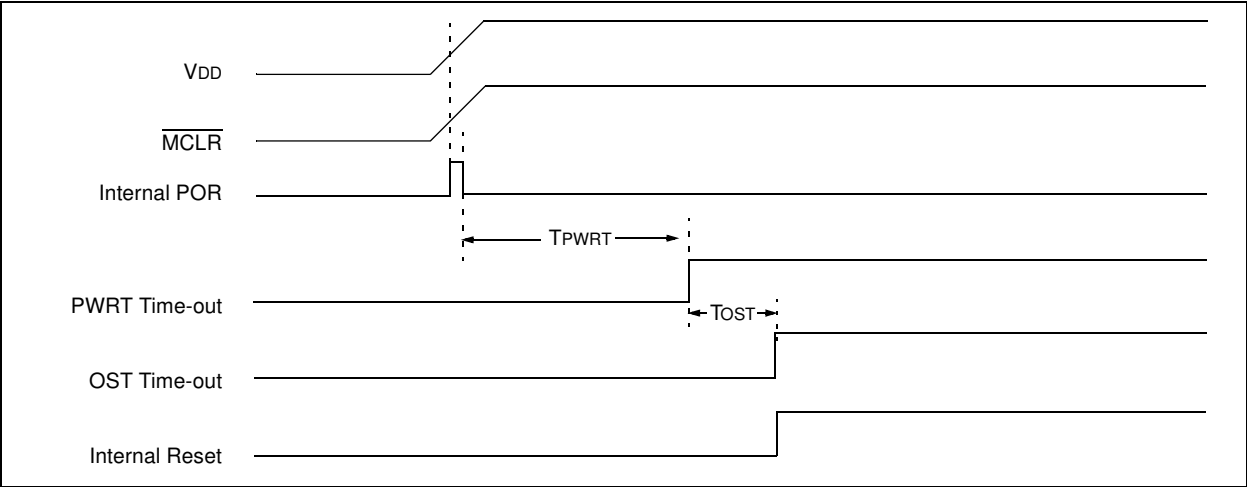 VDD
MCLR
Internal POR
TPWRT
PWRT Time-out
TOST
OST Time-out
Internal Reset